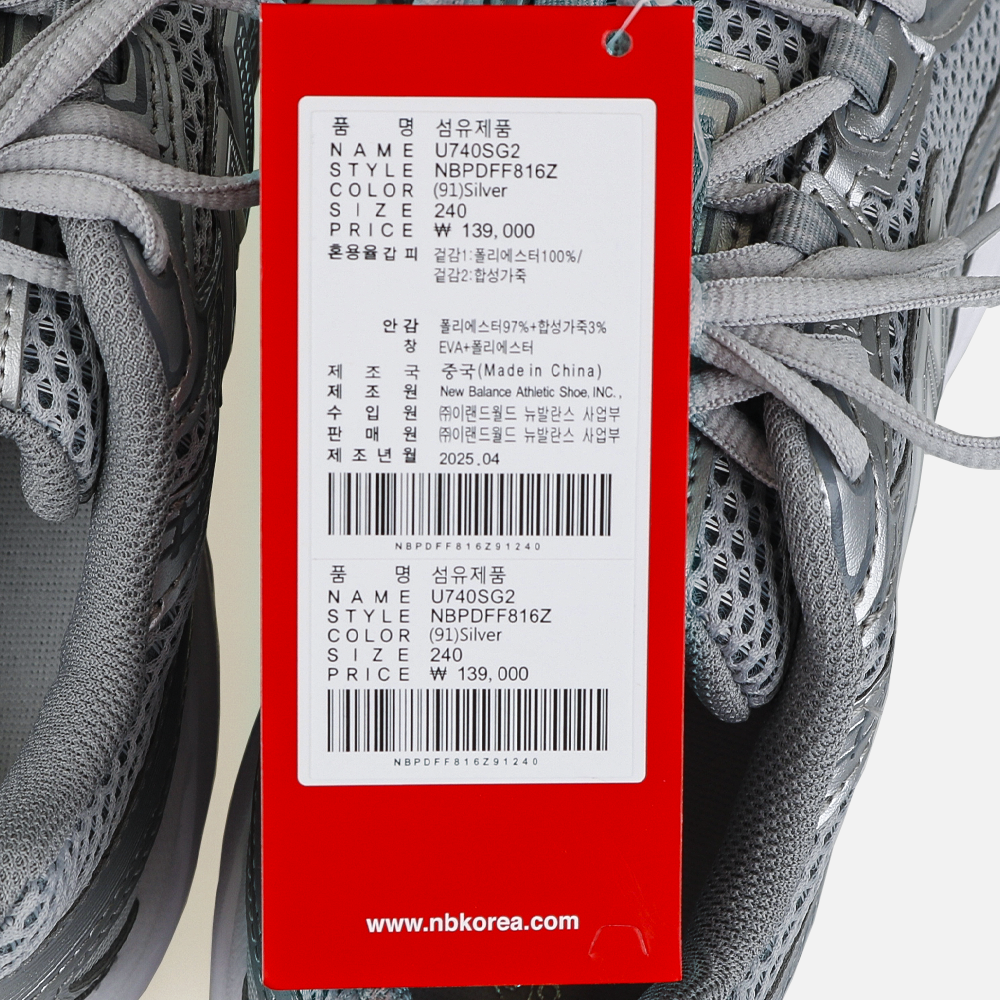 품 명 섬유제품
NAME U740SG2
STYLE NBPDFF816Z
COLOR (91)Silver
SIZE 240
PRICE ₩ 139,000
혼용율갑피 겉감1:폴리에스터100%/
겉감2:합성가죽
안감 폴리에스터97%+합성가죽3%
창 EVA+폴리에스터
제조국 중국(Made in China)
제조원 New Balance Athletic Shoe, INC.,
수입원 ㈜이랜드월드 뉴발란스 사업부
판매원 ㈜이랜드월드 뉴발란스 사업부
제조년월 2025.04
NBPDFF816Z91240
품 명 섬유제품
NAME U740SG2
STYLE NBPDFF816Z
COLOR (91)Silver
SIZE 240
PRICE ₩ 139,000
NBPDFF816Z91240
www.nbkorea.com